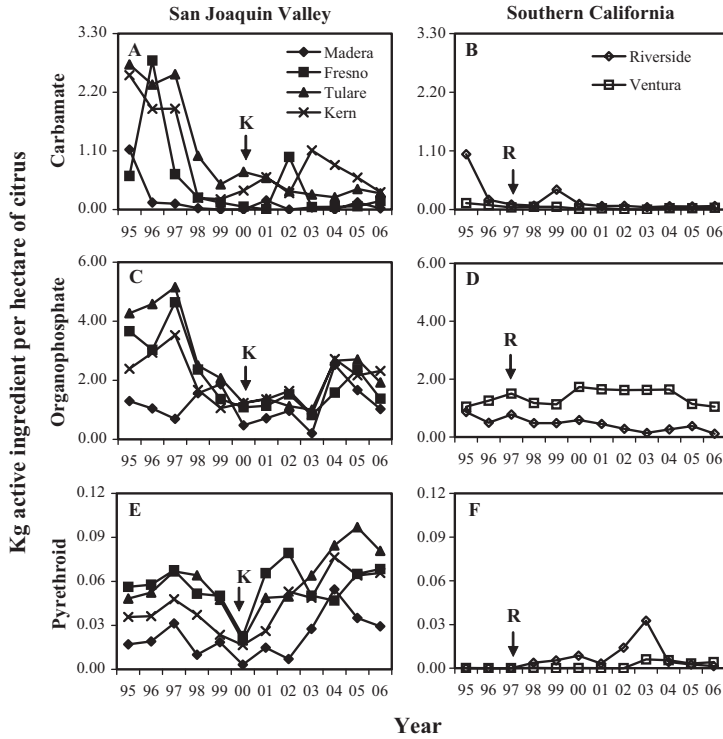 San Joaquin Valley
Southern California
Kg active ingredient per hectare of citrus
Carbamate
3.30
2.20
1.10
0.00
A
K
Madera
Fresno
Tulare
Kern
95 96 97 98 99 00 01 02 03 04 05 06
3.30
2.20
1.10
0.00
B
R
Riverside
Ventura
95 96 97 98 99 00 01 02 03 04 05 06
Organophosphate
6.00
4.00
2.00
0.00
C
K
95 96 97 98 99 00 01 02 03 04 05 06
6.00
4.00
2.00
0.00
D
R
95 96 97 98 99 00 01 02 03 04 05 06
Pyrethroid
0.12
0.09
0.06
0.03
0.00
E
K
95 96 97 98 99 00 01 02 03 04 05 06
0.12
0.09
0.06
0.03
0.00
F
R
95 96 97 98 99 00 01 02 03 04 05 06
Year